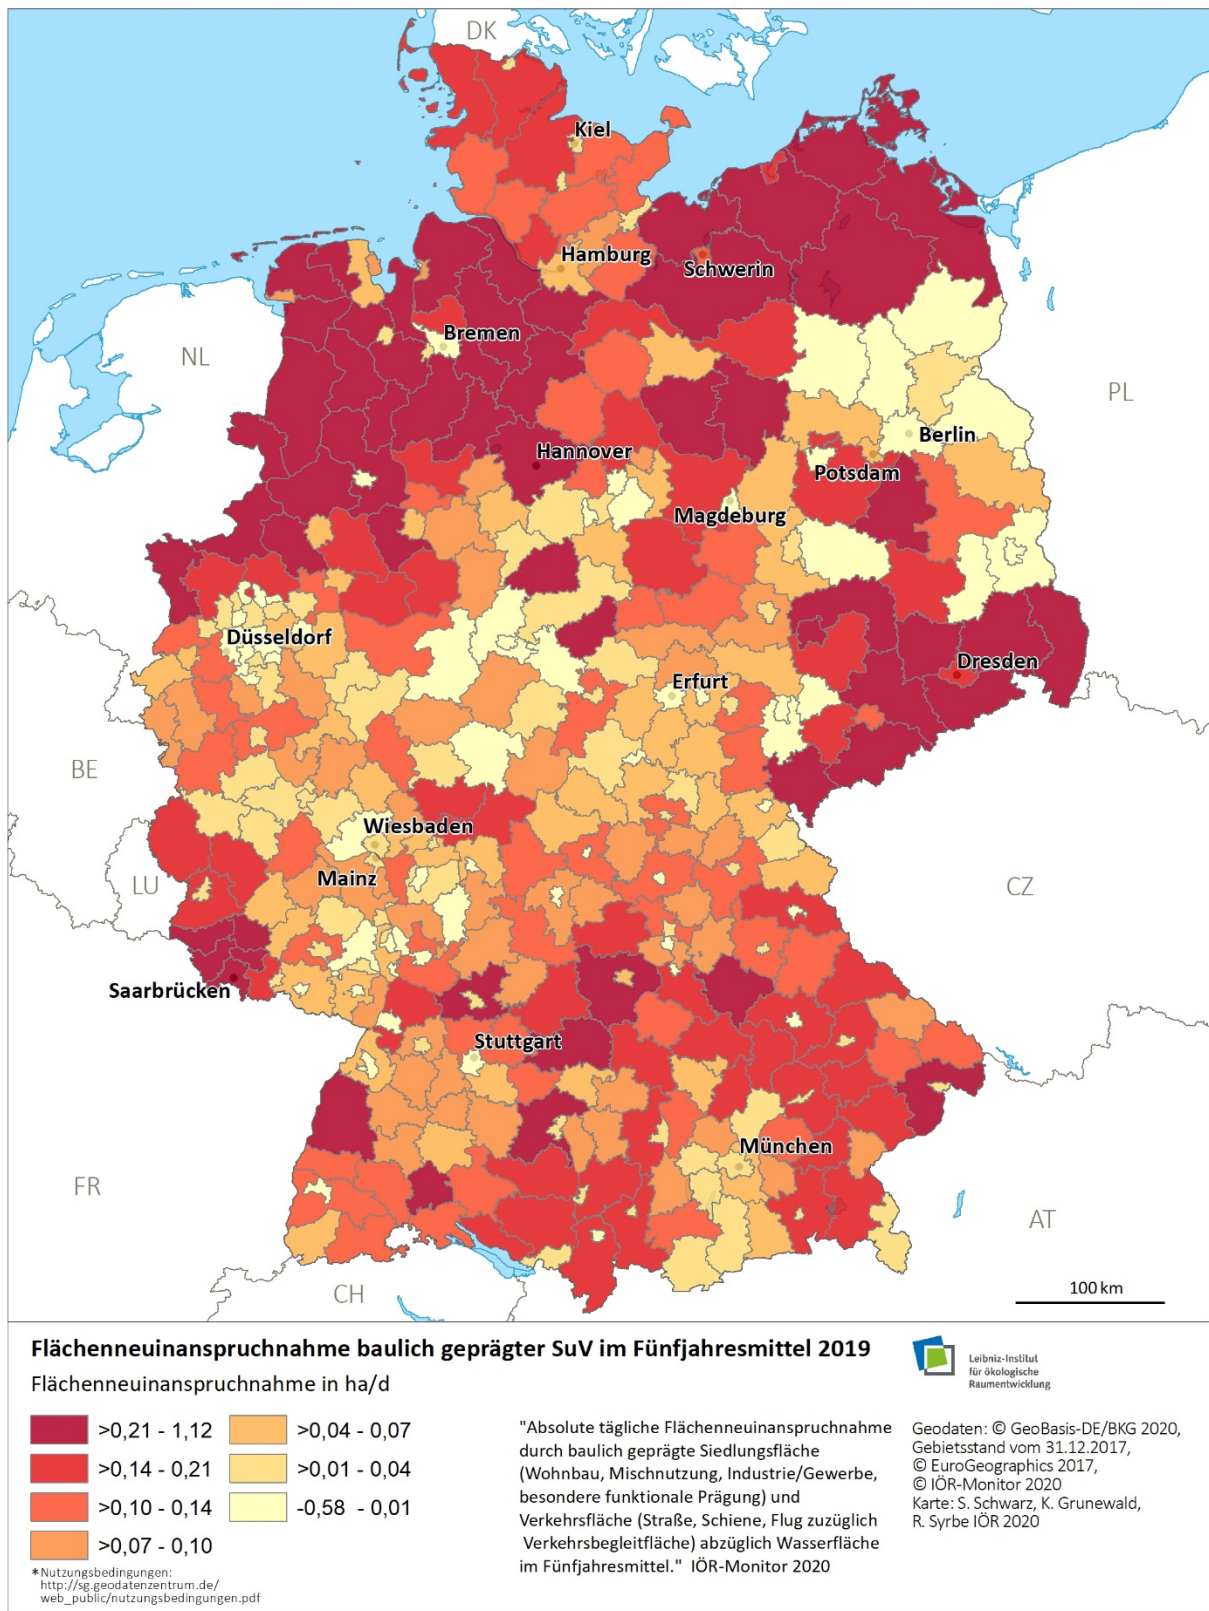 DK
Kiel
Hamburg
Schwerin
Bremen
NL
PL
Berlin
Hannover
Potsdam
Magdeburg
Düsseldorf
Dresden
Erfurt
BE
Wiesbaden
LU
Mainz
CZ
Saarbrücken
Stuttgart
München
FR
AT
CH
100 km
Flächenneuinanspruchnahme baulich geprägter SuV im Fünfjahresmittel 2019
Flächenneuinanspruchnahme in ha/d
>0,21 - 1,12
>0,14 - 0,21
>0,10 - 0,14
>0,07 - 0,10
>0,04 - 0,07
>0,01 - 0,04
-0,58 - 0,01
*Nutzungsbedingungen:
http://sg.geodatenzentrum.de/
web_public/nutzungsbedingungen.pdf
"Absolute tägliche Flächenneuinanspruchnahme
durch baulich geprägte Siedlungsfläche
(Wohnbau, Mischnutzung, Industrie/Gewerbe,
besondere funktionale Prägung) und
Verkehrsfläche (Straße, Schiene, Flug zuzüglich
Verkehrsbegleitfläche) abzüglich Wasserfläche
im Fünfjahresmittel." IÖR-Monitor 2020
Leibniz-Institut
für ökologische
Raumentwicklung
Geodaten: © GeoBasis-DE/BKG 2020,
Gebietsstand vom 31.12.2017,
© EuroGeographics 2017,
© IÖR-Monitor 2020
Karte: S. Schwarz, K. Grunewald,
R. Syrbe IÖR 2020